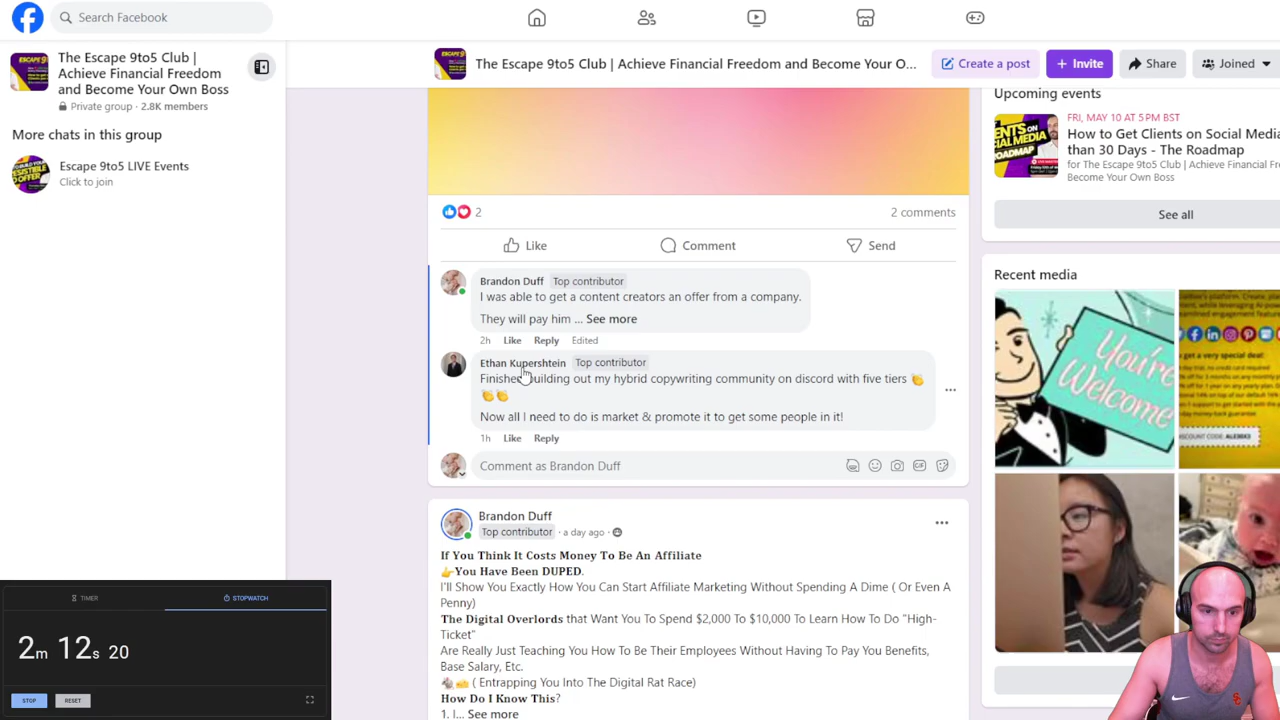 Search Facebook
The Escape 9to5 Club |
Achieve Financial Freedom
and Become Your Own Boss
Private group · 2.8K members
More chats in this group
Escape 9to5 LIVE Events
Click to join
The Escape 9to5 Club | Achieve Financial Freedom and Become Your O...
Create a post
+ Invite
Share
Joined
2
2 comments
Like
Comment
Send
Brandon Duff Top contributor
I was able to get a content creators an offer from a company.
They will pay him ... See more
2h Like Reply Edited
Ethan Kupershtein Top contributor
Finished building out my hybrid copywriting community on discord with five tiers 👏
👏👏
Now all I need to do is market & promote it to get some people in it!
1h Like Reply
Comment as Brandon Duff
GIF
Brandon Duff
Top contributor · a day ago ·
If You Think It Costs Money To Be An Affiliate
👉You Have Been DUPED.
I'll Show You Exactly How You Can Start Affiliate Marketing Without Spending A Dime ( Or Even A
Penny)
The Digital Overlords that Want You To Spend $2,000 To $10,000 To Learn How To Do "High-
Ticket"
Are Really Just Teaching You How To Be Their Employees Without Having To Pay You Benefits,
Base Salary, Etc.
🐭🧀 ( Entrapping You Into The Digital Rat Race)
How Do I Know This?
1. I... See more
Upcoming events
FRI, MAY 10 AT 5 PM BST
How to Get Clients on Social Media
than 30 Days - The Roadmap
for The Escape 9to5 Club | Achieve Financial Free
Become Your Own Boss
See all
Recent media
You're
Welcome
get a special deal:
TIMER
STOPWATCH
2m 12s 20
STOP
RESET